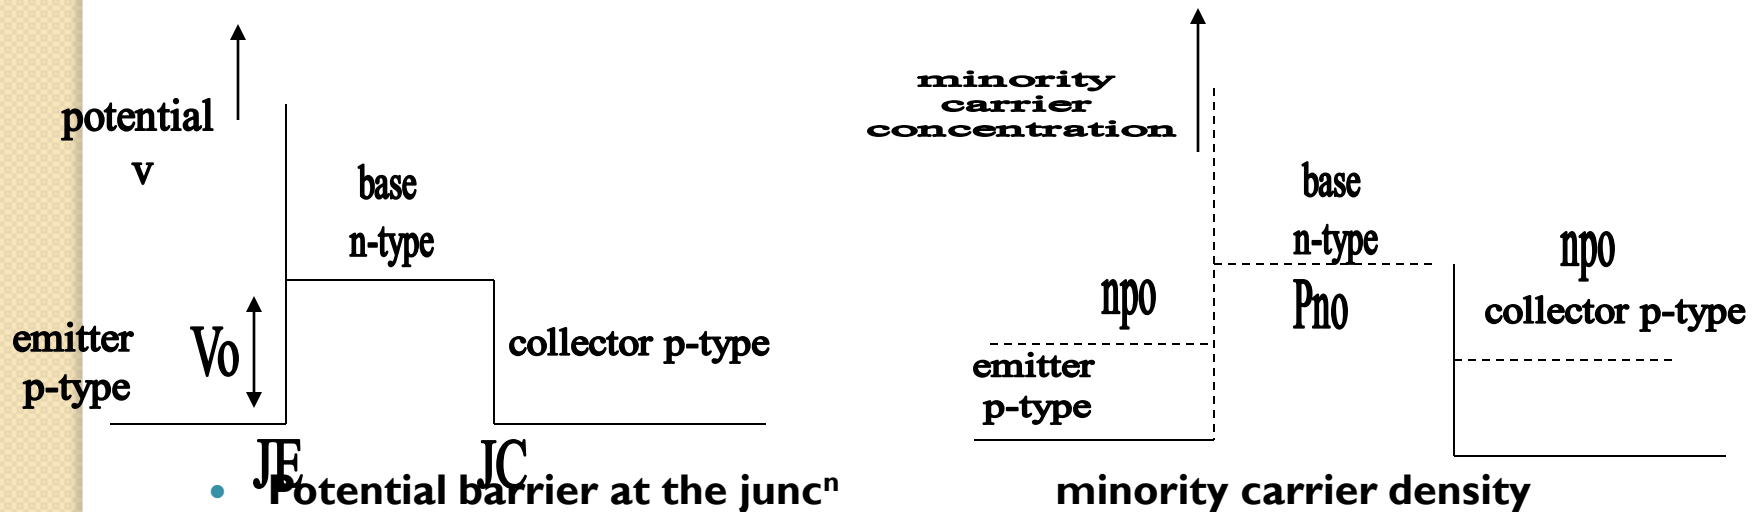 potential
v
base
n-type
emitter
p-type
Vo
collector p-type
JE
JC
Potential barrier at the juncⁿ
minority
carrier
concentration
base
n-type
npo
Pno
npo
collector p-type
emitter
p-type
minority carrier density